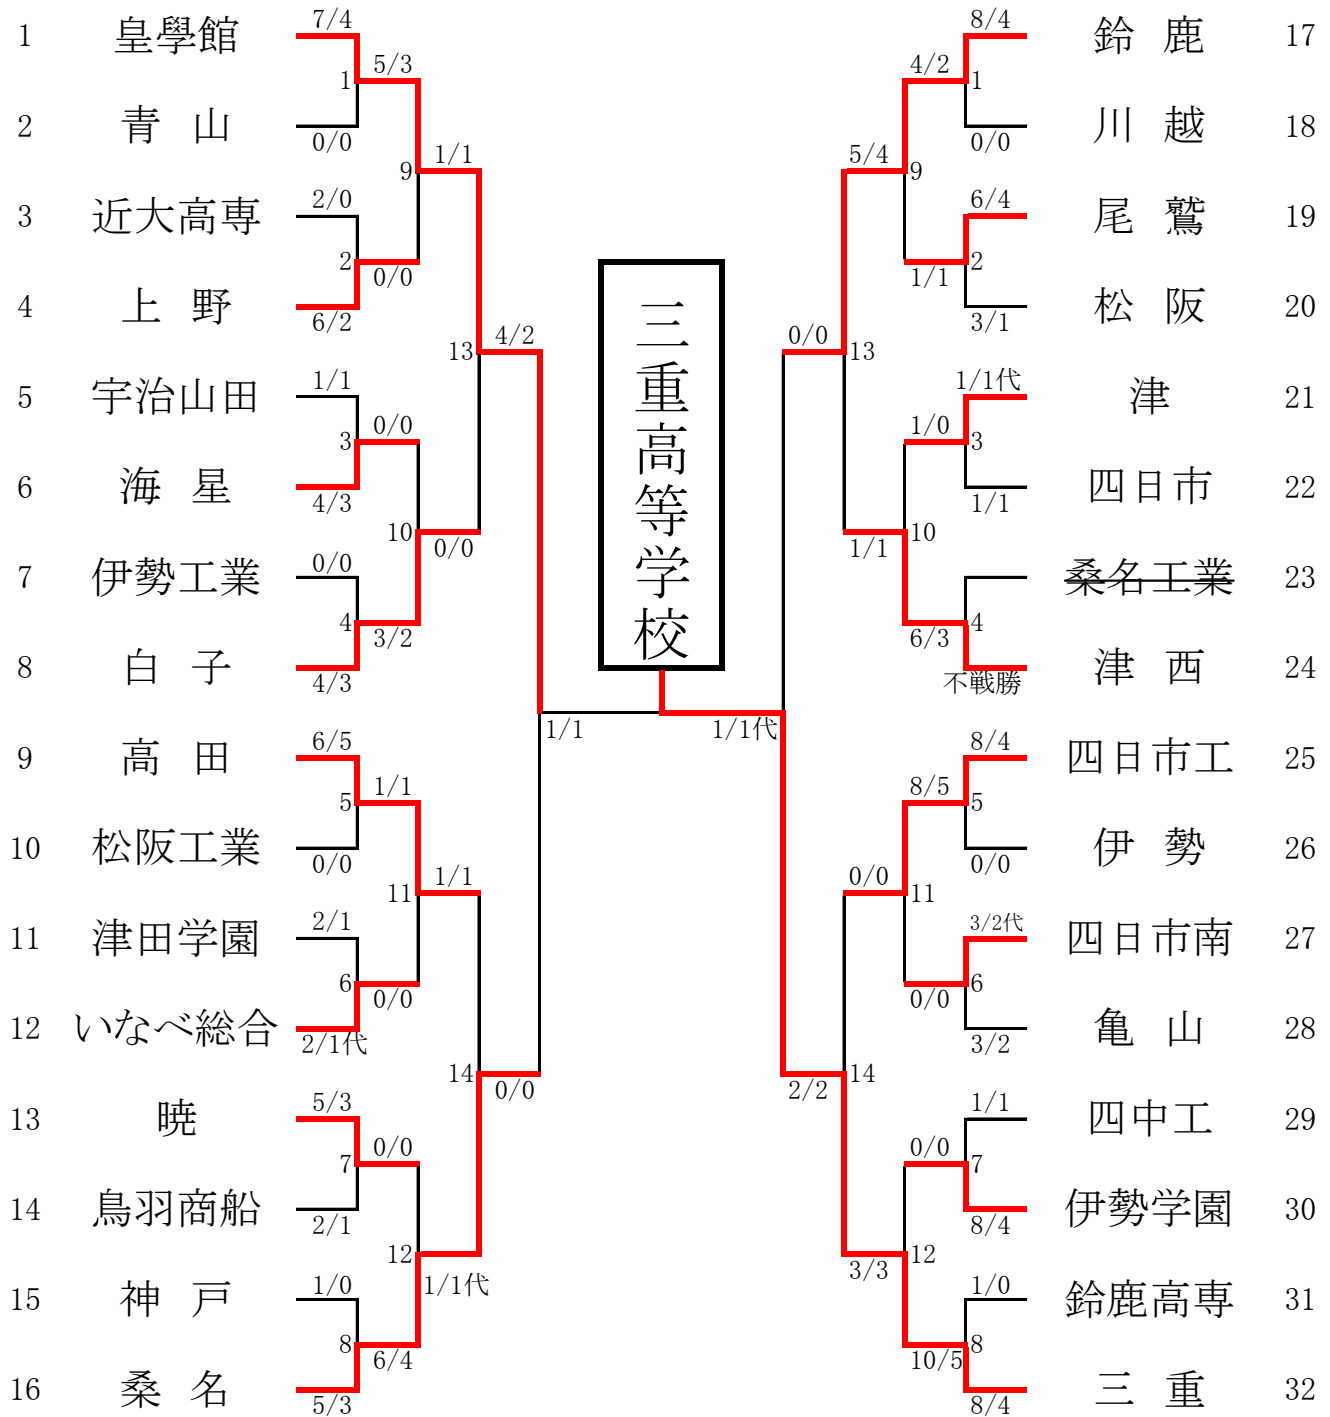 1 皇學館 7/4
5/3
1
2 青山 0/0
1/1
9
3 近大高専 2/0
2
0/0
4 上野 6/2
4/2
13
5 宇治山田 1/1
0/0
3
6 海星 4/3
10
0/0
7 伊勢工業 0/0
4
3/2
8 白子 4/3
1/1
9 高田 6/5
1/1
5
10 松阪工業 0/0
1/1
11
11 津田学園 2/1
6
0/0
12 いなべ総合 2/1代
14
0/0
13 暁 5/3
0/0
7
14 鳥羽商船 2/1
12
1/1代
15 神戸 1/0
8
6/4
16 桑名 5/3
三重高等学校
1/1代
8/4 鈴鹿 17
4/2
1
0/0 川越 18
5/4
9
6/4 尾鷲 19
2
1/1
3/1 松阪 20
0/0
13
1/1代 津 21
1/0
3
1/1 四日市 22
10
1/1
桑名工業 23
4
6/3
不戦勝 津西 24
8/4 四日市工 25
8/5
5
0/0 伊勢 26
0/0
11
3/2代 四日市南 27
6
0/0
3/2 亀山 28
14
2/2
1/1 四中工 29
0/0
7
8/4 伊勢学園 30
12
3/3
1/0 鈴鹿高専 31
8
10/5
8/4 三重 32